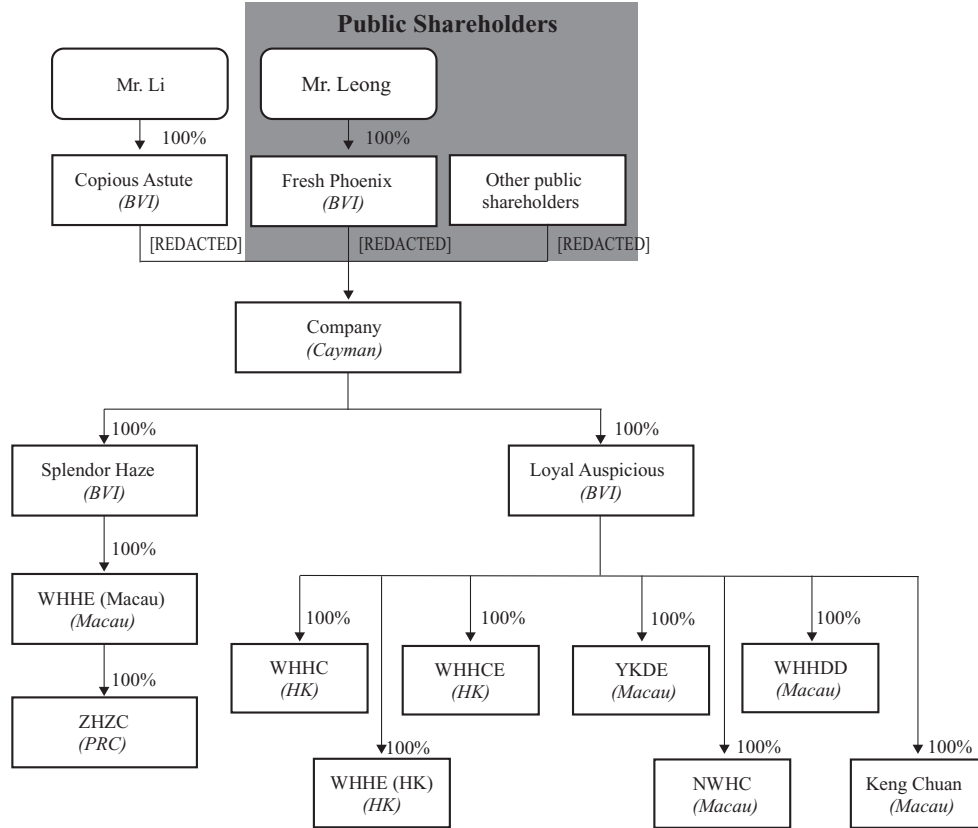 Public Shareholders
Mr. Li
Mr. Leong
100%
100%
Copious Astute
(BVI)
Fresh Phoenix
(BVI)
Other public
shareholders
[REDACTED]
[REDACTED]
[REDACTED]
Company
(Cayman)
100%
100%
Splendor Haze
(BVI)
Loyal Auspicious
(BVI)
100%
WHHE (Macau)
(Macau)
100%
ZHZC
(PRC)
100%
100%
100%
100%
WHHC
(HK)
WHHCE
(HK)
YKDE
(Macau)
WHHDD
(Macau)
100%
100%
100%
WHHE (HK)
(HK)
NWHC
(Macau)
Keng Chuan
(Macau)